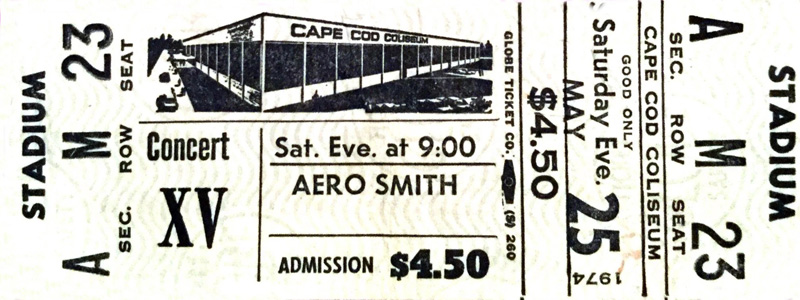 STADIUM
A M 23
SEC. ROW SEAT
CAPE COD COLISEUM
Concert
XV
Sat. Eve. at 9:00
AERO SMITH
ADMISSION $4.50
GLOBE TICKET CO. (S) 260
$4.50
MAY 25 1974
Saturday Eve.
GOOD ONLY
CAPE COD COLISEUM
SEC. ROW SEAT
A M 23
STADIUM